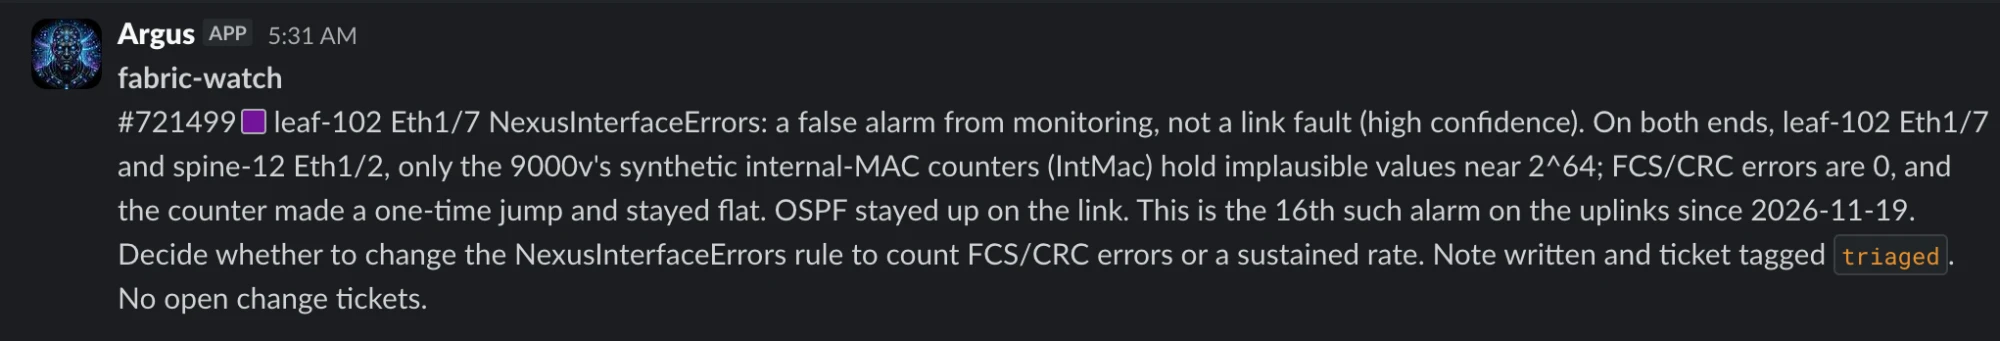 Argus APP 5:31 AM
fabric-watch
#721499 leaf-102 Eth1/7 NexusInterfaceErrors: a false alarm from monitoring, not a link fault (high confidence). On both ends, leaf-102 Eth1/7
and spine-12 Eth1/2, only the 9000v's synthetic internal-MAC counters (IntMac) hold implausible values near 2^64; FCS/CRC errors are 0, and
the counter made a one-time jump and stayed flat. OSPF stayed up on the link. This is the 16th such alarm on the uplinks since 2026-11-19.
Decide whether to change the NexusInterfaceErrors rule to count FCS/CRC errors or a sustained rate. Note written and ticket tagged triaged.
No open change tickets.